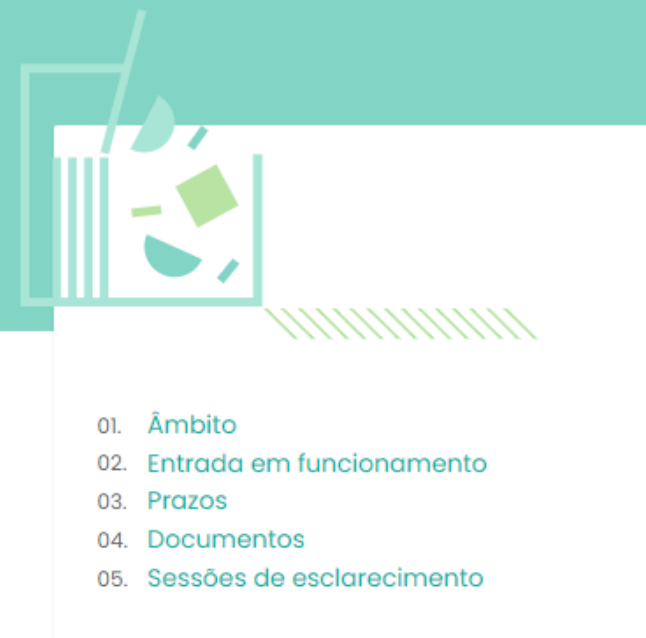 01. Âmbito
02. Entrada em funcionamento
03. Prazos
04. Documentos
05. Sessões de esclarecimento